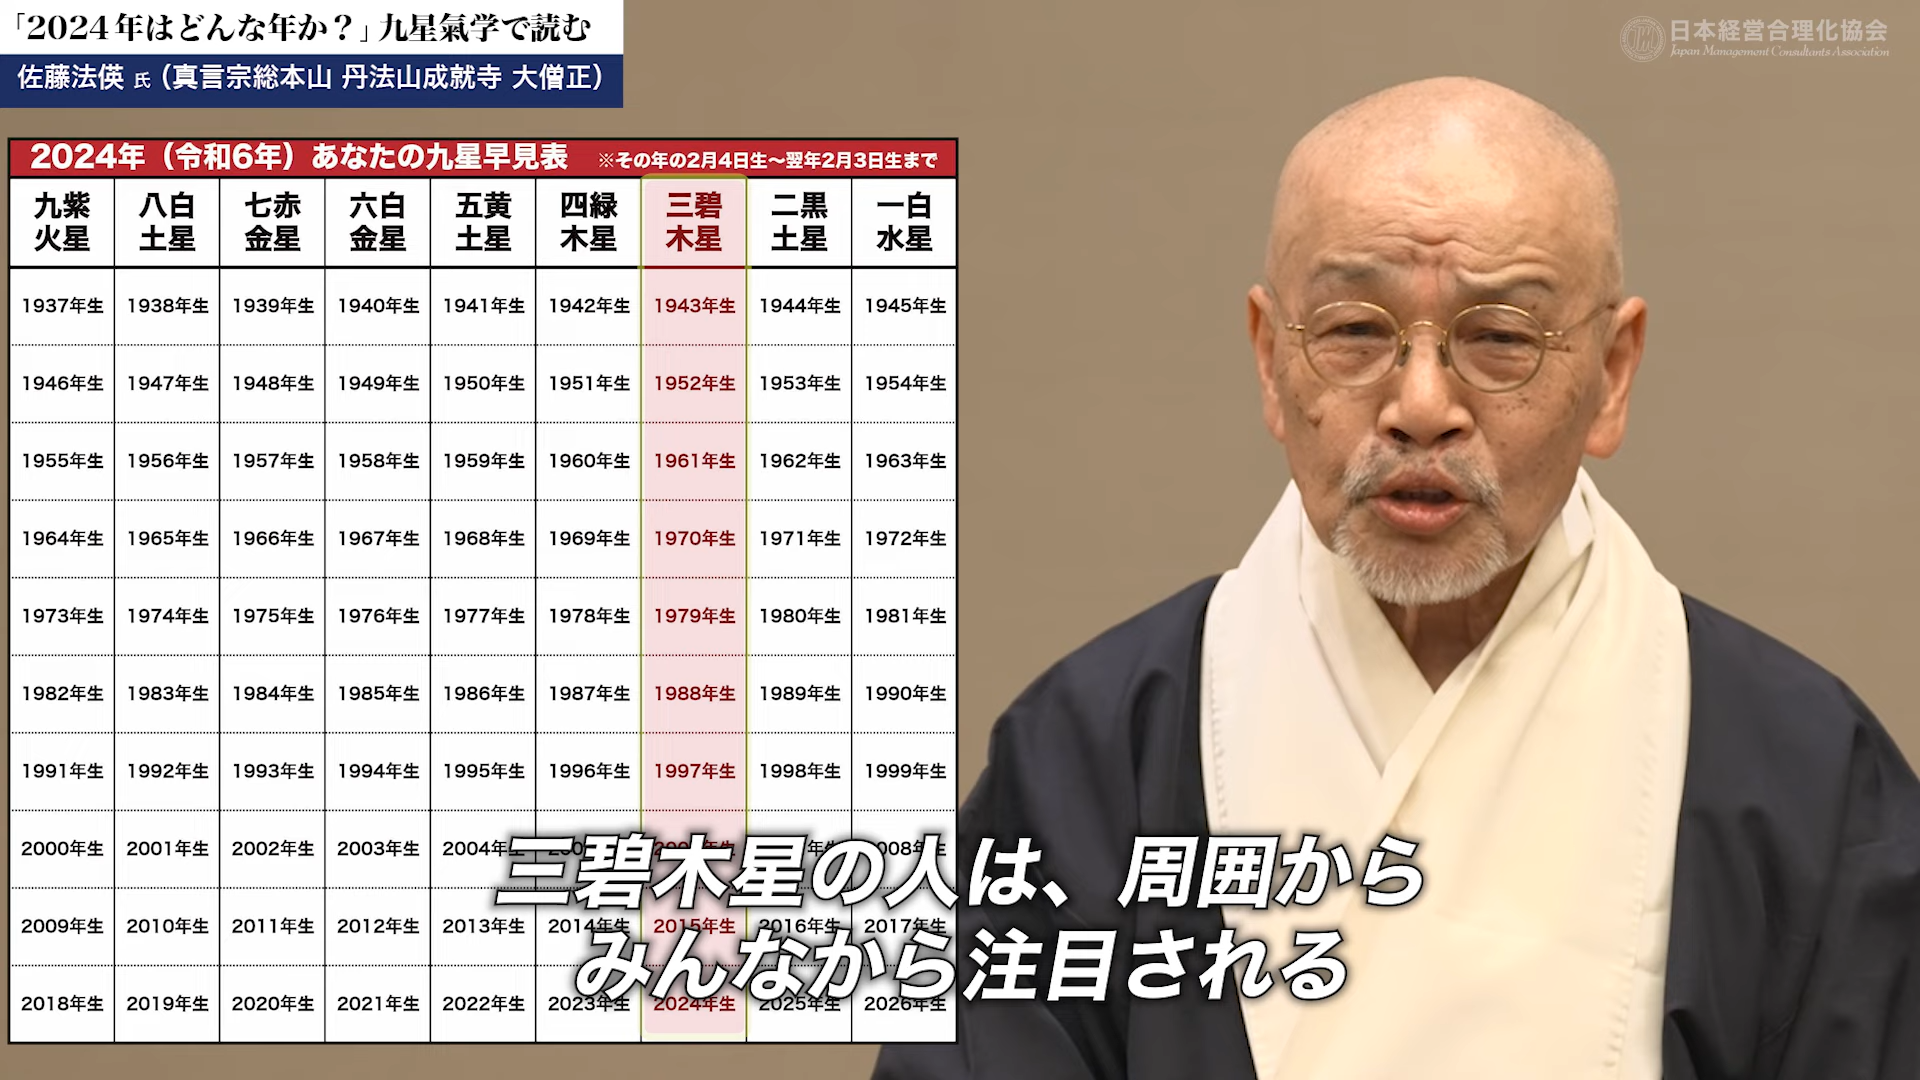 「2024年はどんな年か？」九星氣学で読む
佐藤法偀 氏（真言宗総本山 丹法山成就寺 大僧正）
日本経営合理化協会
Japan Management Consultants Association
2024年（令和6年）あなたの九星早見表 ※その年の2月4日生～翌年2月3日生まで
九紫火星 八白土星 七赤金星 六白金星 五黄土星 四緑木星 三碧木星 二黒土星 一白水星
1937年生 1938年生 1939年生 1940年生 1941年生 1942年生 1943年生 1944年生 1945年生
1946年生 1947年生 1948年生 1949年生 1950年生 1951年生 1952年生 1953年生 1954年生
1955年生 1956年生 1957年生 1958年生 1959年生 1960年生 1961年生 1962年生 1963年生
1964年生 1965年生 1966年生 1967年生 1968年生 1969年生 1970年生 1971年生 1972年生
1973年生 1974年生 1975年生 1976年生 1977年生 1978年生 1979年生 1980年生 1981年生
1982年生 1983年生 1984年生 1985年生 1986年生 1987年生 1988年生 1989年生 1990年生
1991年生 1992年生 1993年生 1994年生 1995年生 1996年生 1997年生 1998年生 1999年生
2000年生 2001年生 2002年生 2003年生
2009年生 2010年生 2011年生 2012年生 2013年生 2014年生 2015年生 2016年生 2017年生
2018年生 2019年生 2020年生 2021年生 2022年生 2023年生 2024年生 2025年生 2026年生
三碧木星の人は、周囲から
みんなから注目される